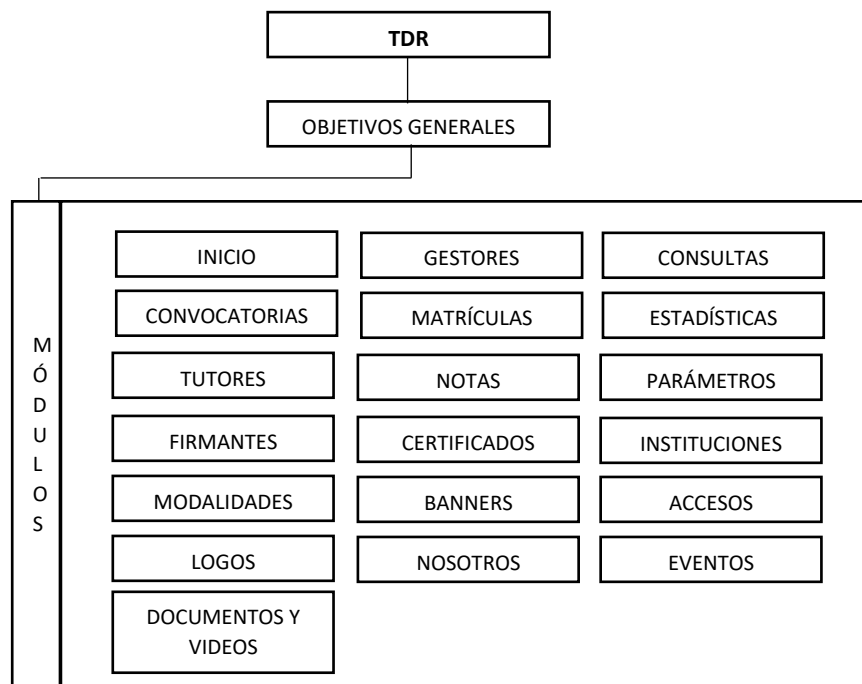 TDR
OBJETIVOS GENERALES
MÓDULOS
INICIO
GESTORES
CONSULTAS
CONVOCATORIAS
MATRÍCULAS
ESTADÍSTICAS
TUTORES
NOTAS
PARÁMETROS
FIRMANTES
CERTIFICADOS
INSTITUCIONES
MODALIDADES
BANNERS
ACCESOS
LOGOS
NOSOTROS
EVENTOS
DOCUMENTOS Y
VIDEOS